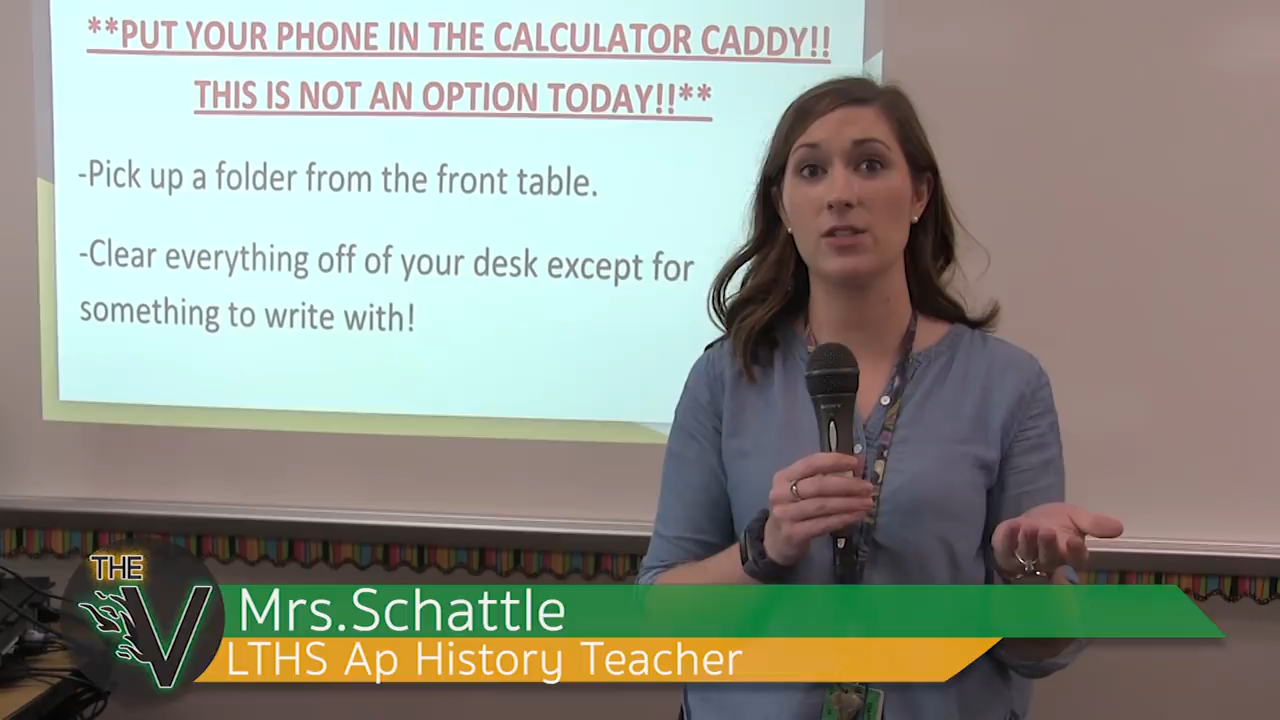 **PUT YOUR PHONE IN THE CALCULATOR CADDY!!
THIS IS NOT AN OPTION TODAY!!**
-Pick up a folder from the front table.
-Clear everything off of your desk except for
something to write with!
SONY
THE
V
Mrs.Schattle
LTHS Ap History Teacher